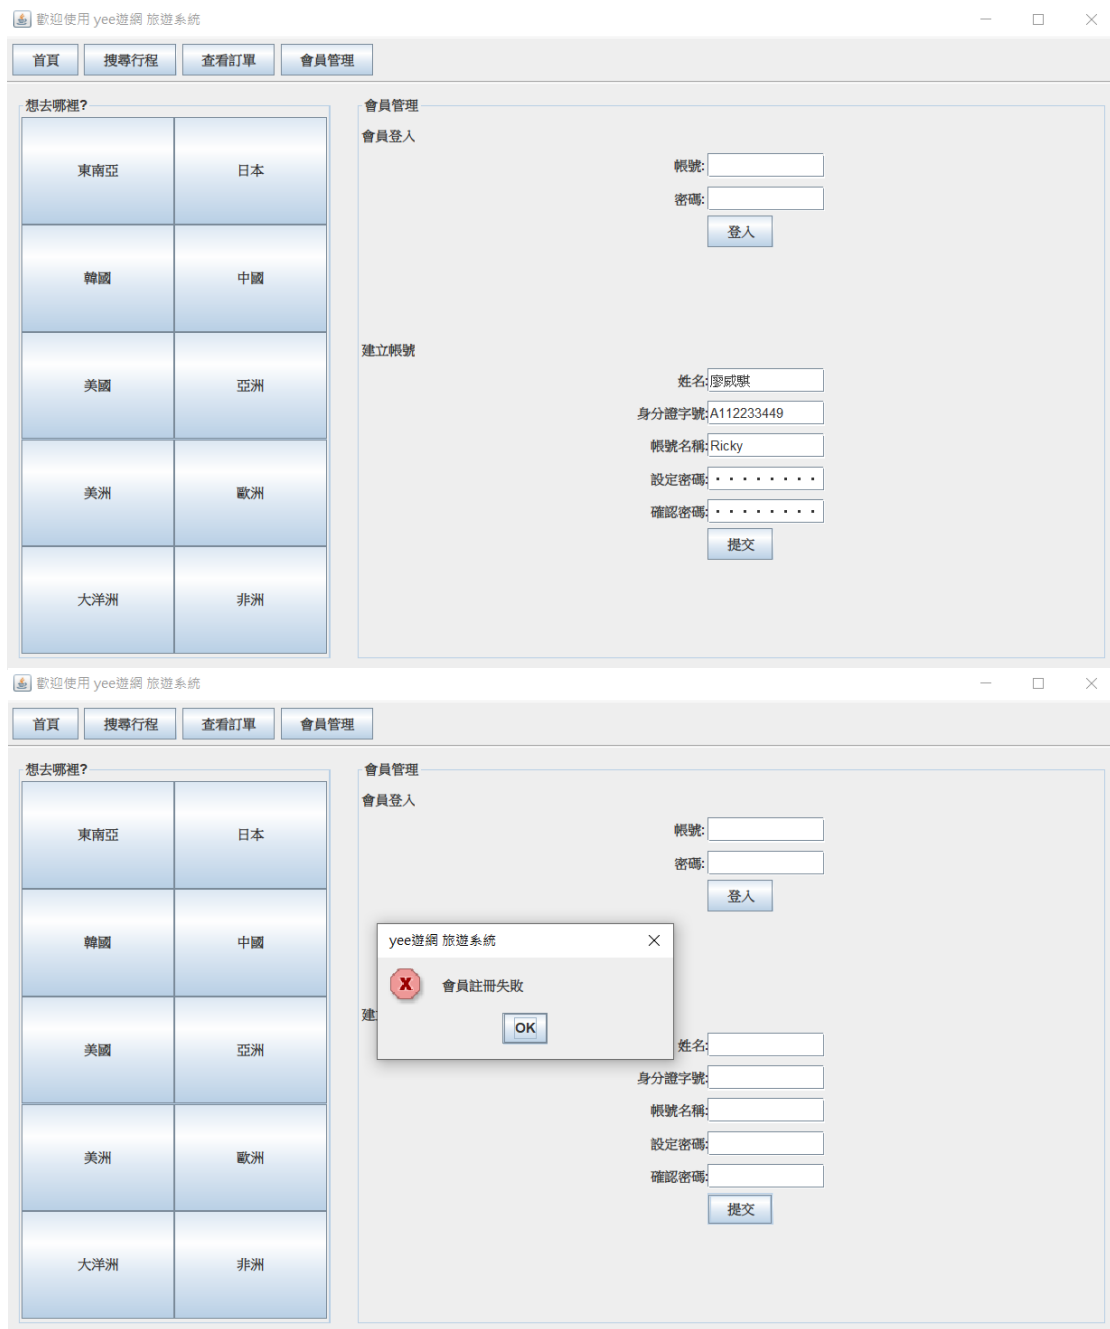 歡迎使用 yee遊網 旅遊系統
首頁 搜尋行程 查看訂單 會員管理
想去哪裡?
東南亞 日本
韓國 中國
美國 亞洲
美洲 歐洲
大洋洲 非洲
會員管理
會員登入
帳號:
密碼:
登入
建立帳號
姓名:廖威騏
身分證字號:A112233449
帳號名稱:Ricky
設定密碼:
確認密碼:
提交
歡迎使用 yee遊網 旅遊系統
首頁 搜尋行程 查看訂單 會員管理
想去哪裡?
東南亞 日本
韓國 中國
美國 亞洲
美洲 歐洲
大洋洲 非洲
會員管理
會員登入
帳號:
密碼:
登入
yee遊網 旅遊系統
X 會員註冊失敗
OK
建
姓名:
身分證字號:
帳號名稱:
設定密碼:
確認密碼:
提交